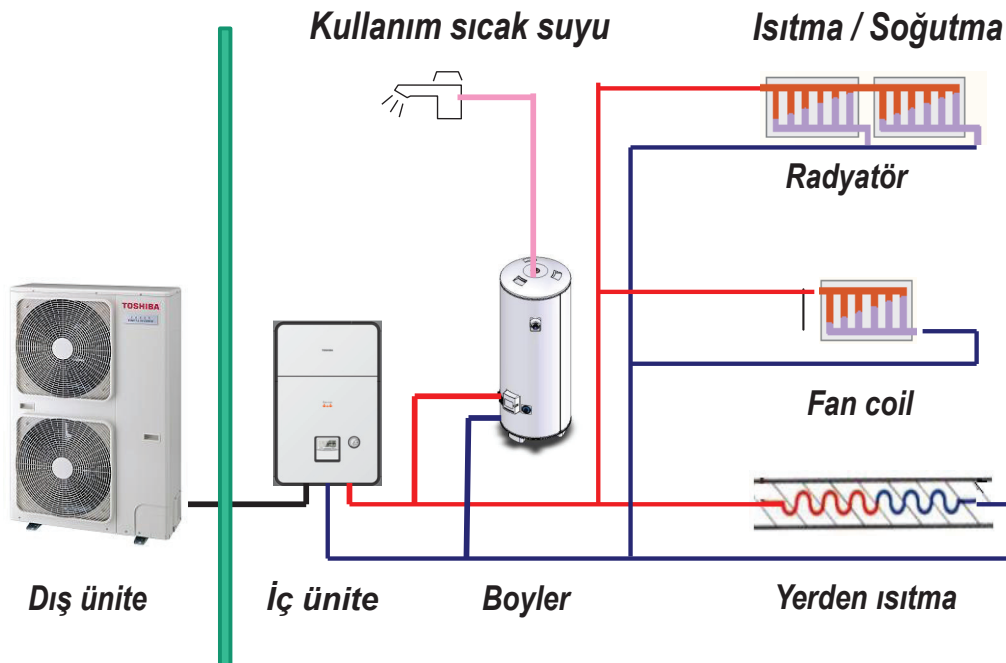 Kullanım sıcak suyu
Isıtma / Soğutma
Radyatör
TOSHIBA
Fan coil
Dış ünite
İç ünite
Boyler
Yerden ısıtma